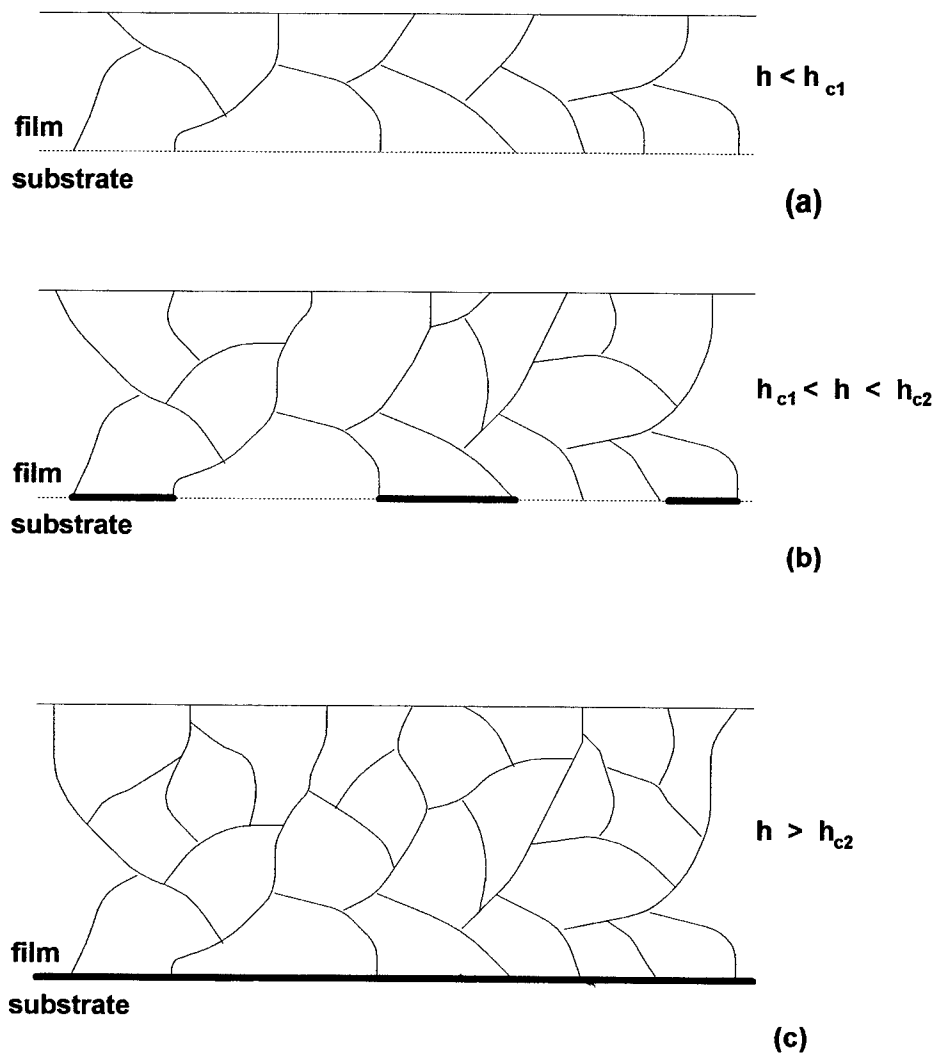 h < h c1
film
substrate
(a)
h c1 < h < h c2
film
substrate
(b)
h > h c2
film
substrate
(c)